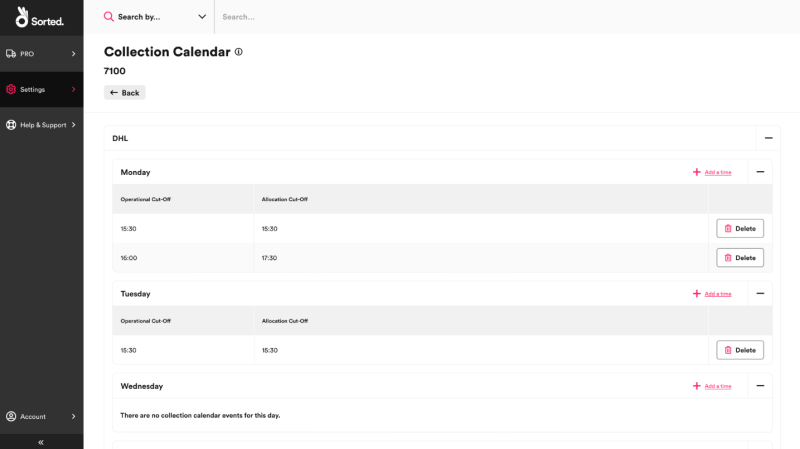 Sorted.
Search by...
Search...
PRO
Settings
Help & Support
Collection Calendar
7100
← Back
DHL
Monday
Add a time
Operational Cut-Off
Allocation Cut-Off
15:30
15:30
Delete
16:00
17:30
Delete
Tuesday
Add a time
Operational Cut-Off
Allocation Cut-Off
15:30
15:30
Delete
Wednesday
Add a time
There are no collection calendar events for this day.
Account
«